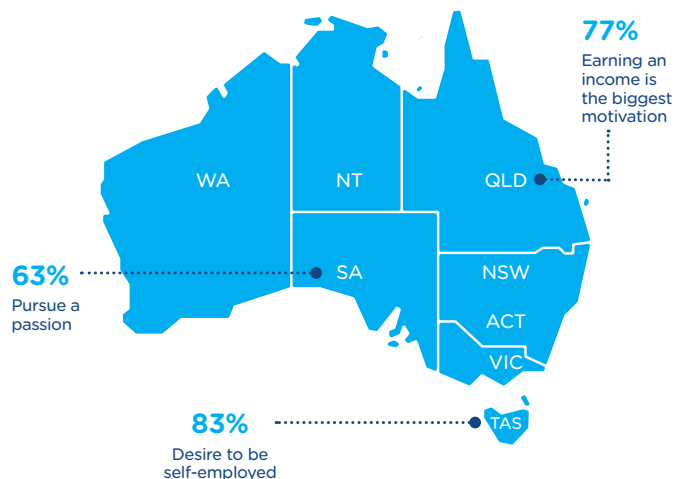 77%
Earning an
income is
the biggest
motivation
WA
NT
QLD
63%
Pursue a
passion
SA
NSW
ACT
VIC
83%
Desire to be
self-employed
TAS